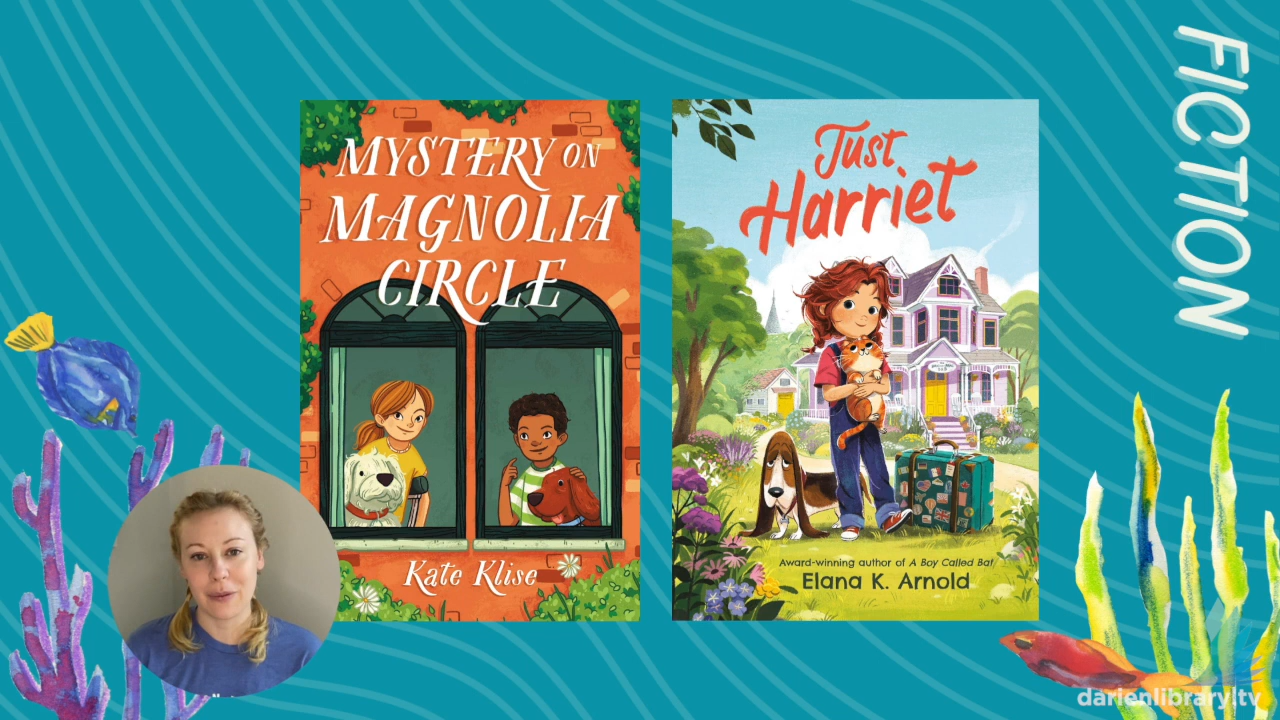 MYSTERY ON
MAGNOLIA
CIRCLE
Kate Klise
Just
Harriet
Award-winning author of A Boy Called Bat
Elana K. Arnold
FICTION
darienlibrary.tv